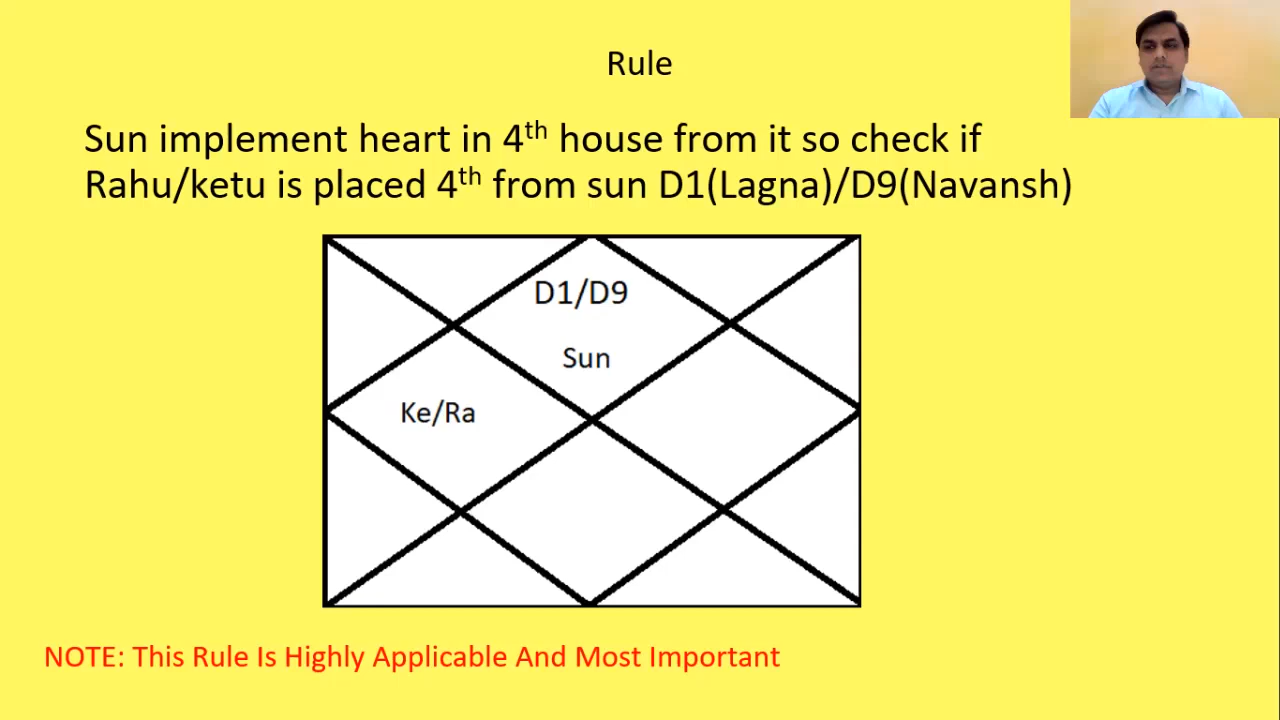 Rule
Sun implement heart in 4th house from it so check if
Rahu/ketu is placed 4th from sun D1(Lagna)/D9(Navansh)
D1/D9
Sun
Ke/Ra
NOTE: This Rule Is Highly Applicable And Most Important